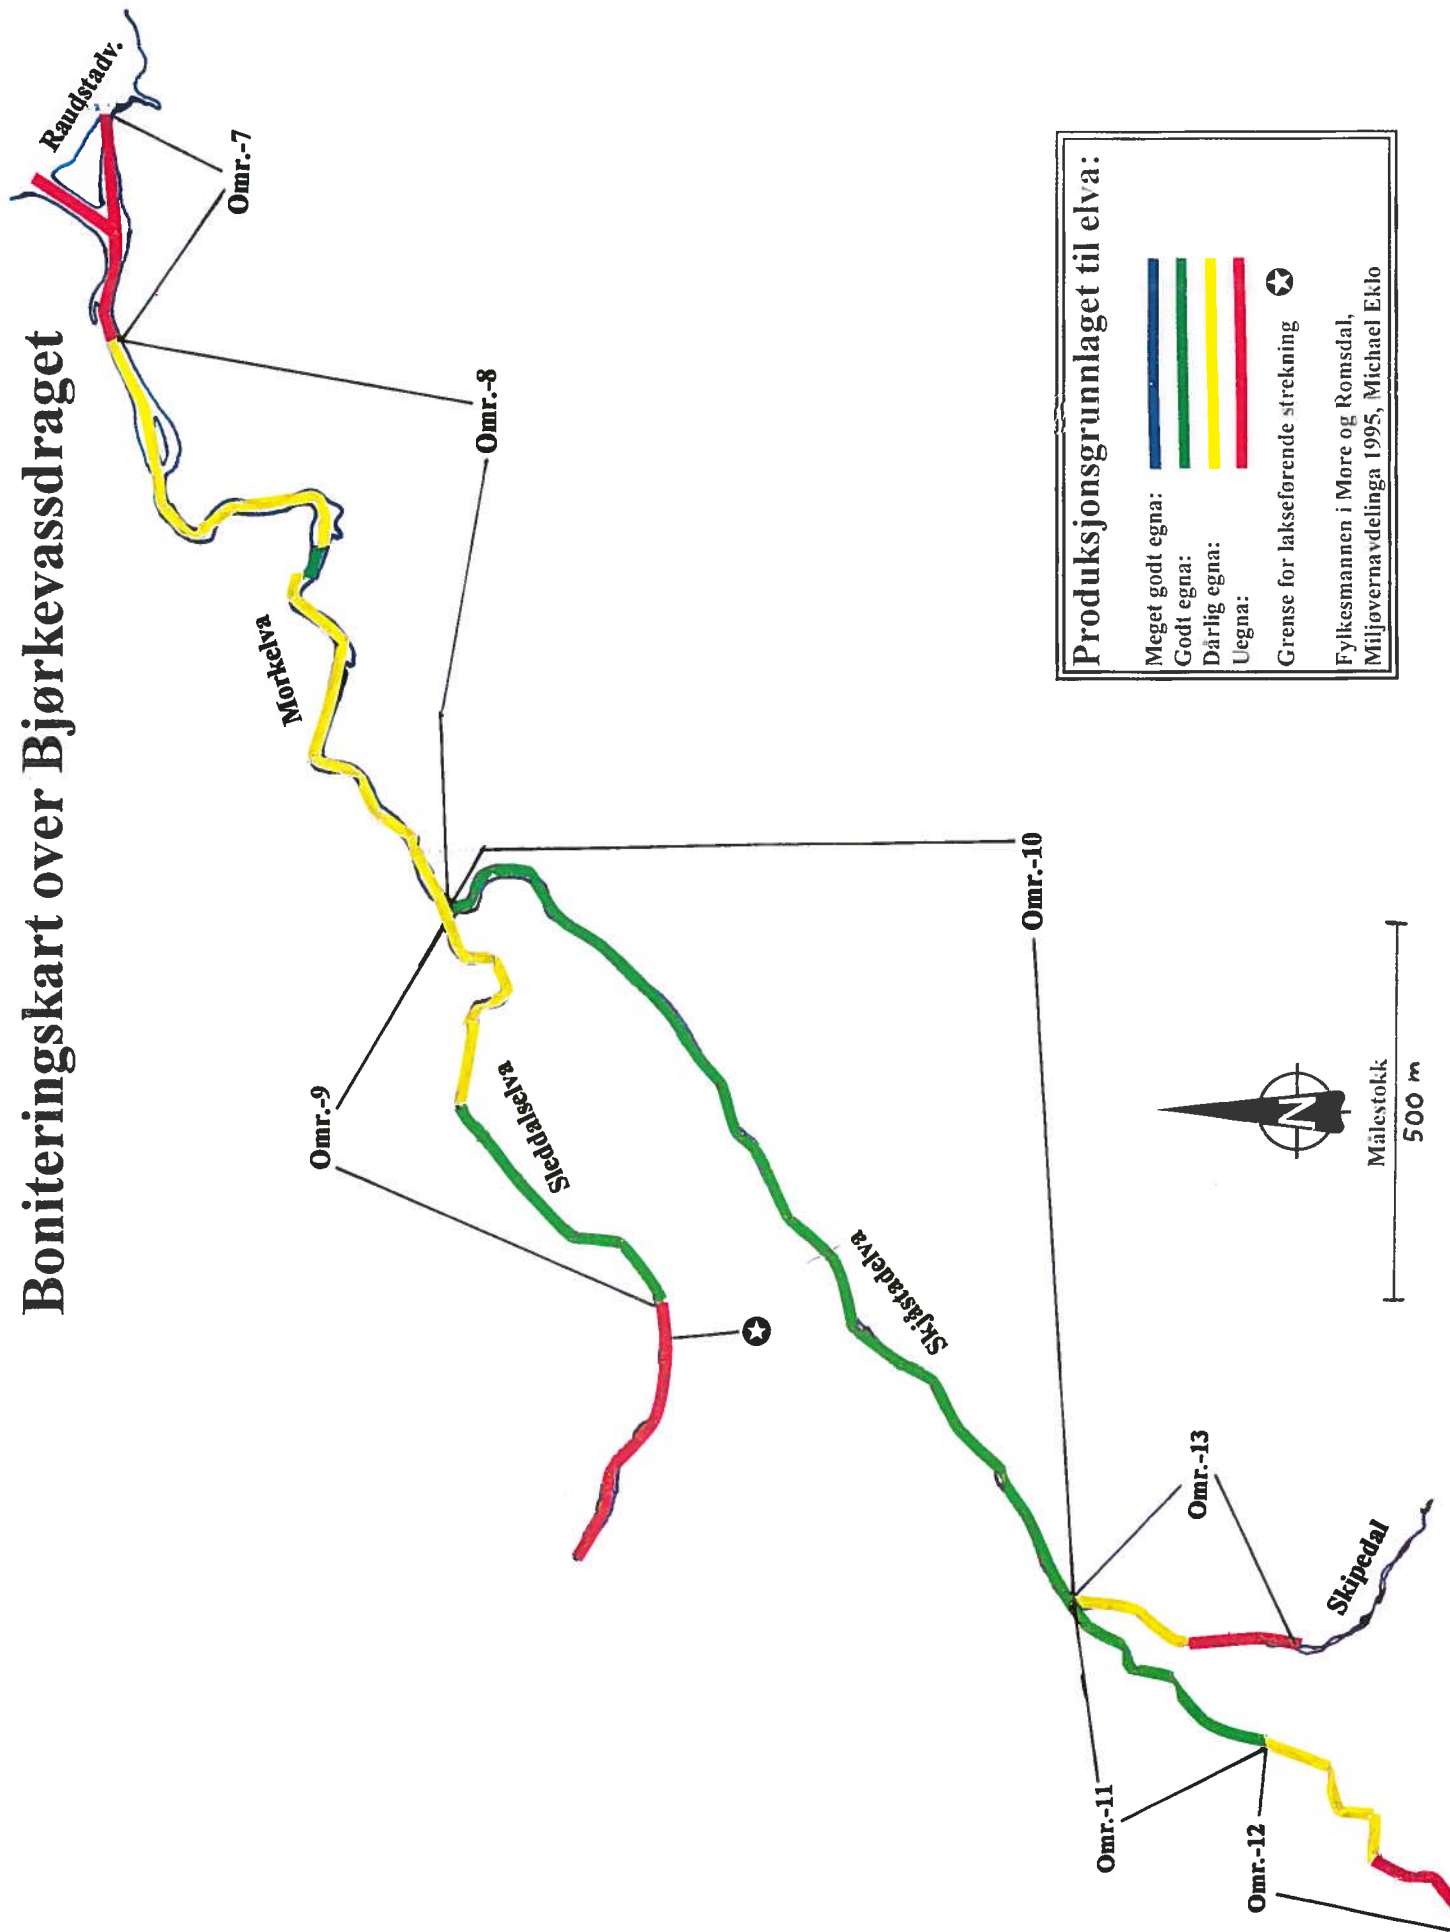 Boniteringskart over Bjørkevassdraget
Raudstadv.
Omr.-7
Omr.-8
Morkelva
Omr.-9
Sleddalselva
Omr.-10
Skjåstadelva
Omr.-11
Omr.-12
Omr.-13
Skipedal
N
Målestokk
500 m
Produksjonsgrunnlaget til elva:
Meget godt egna:
Godt egna:
Dårlig egna:
Uegna:
Grense for lakseførende strekning
Fylkesmannen i Møre og Romsdal,
Miljøvernavdelinga 1995, Michael Eklo